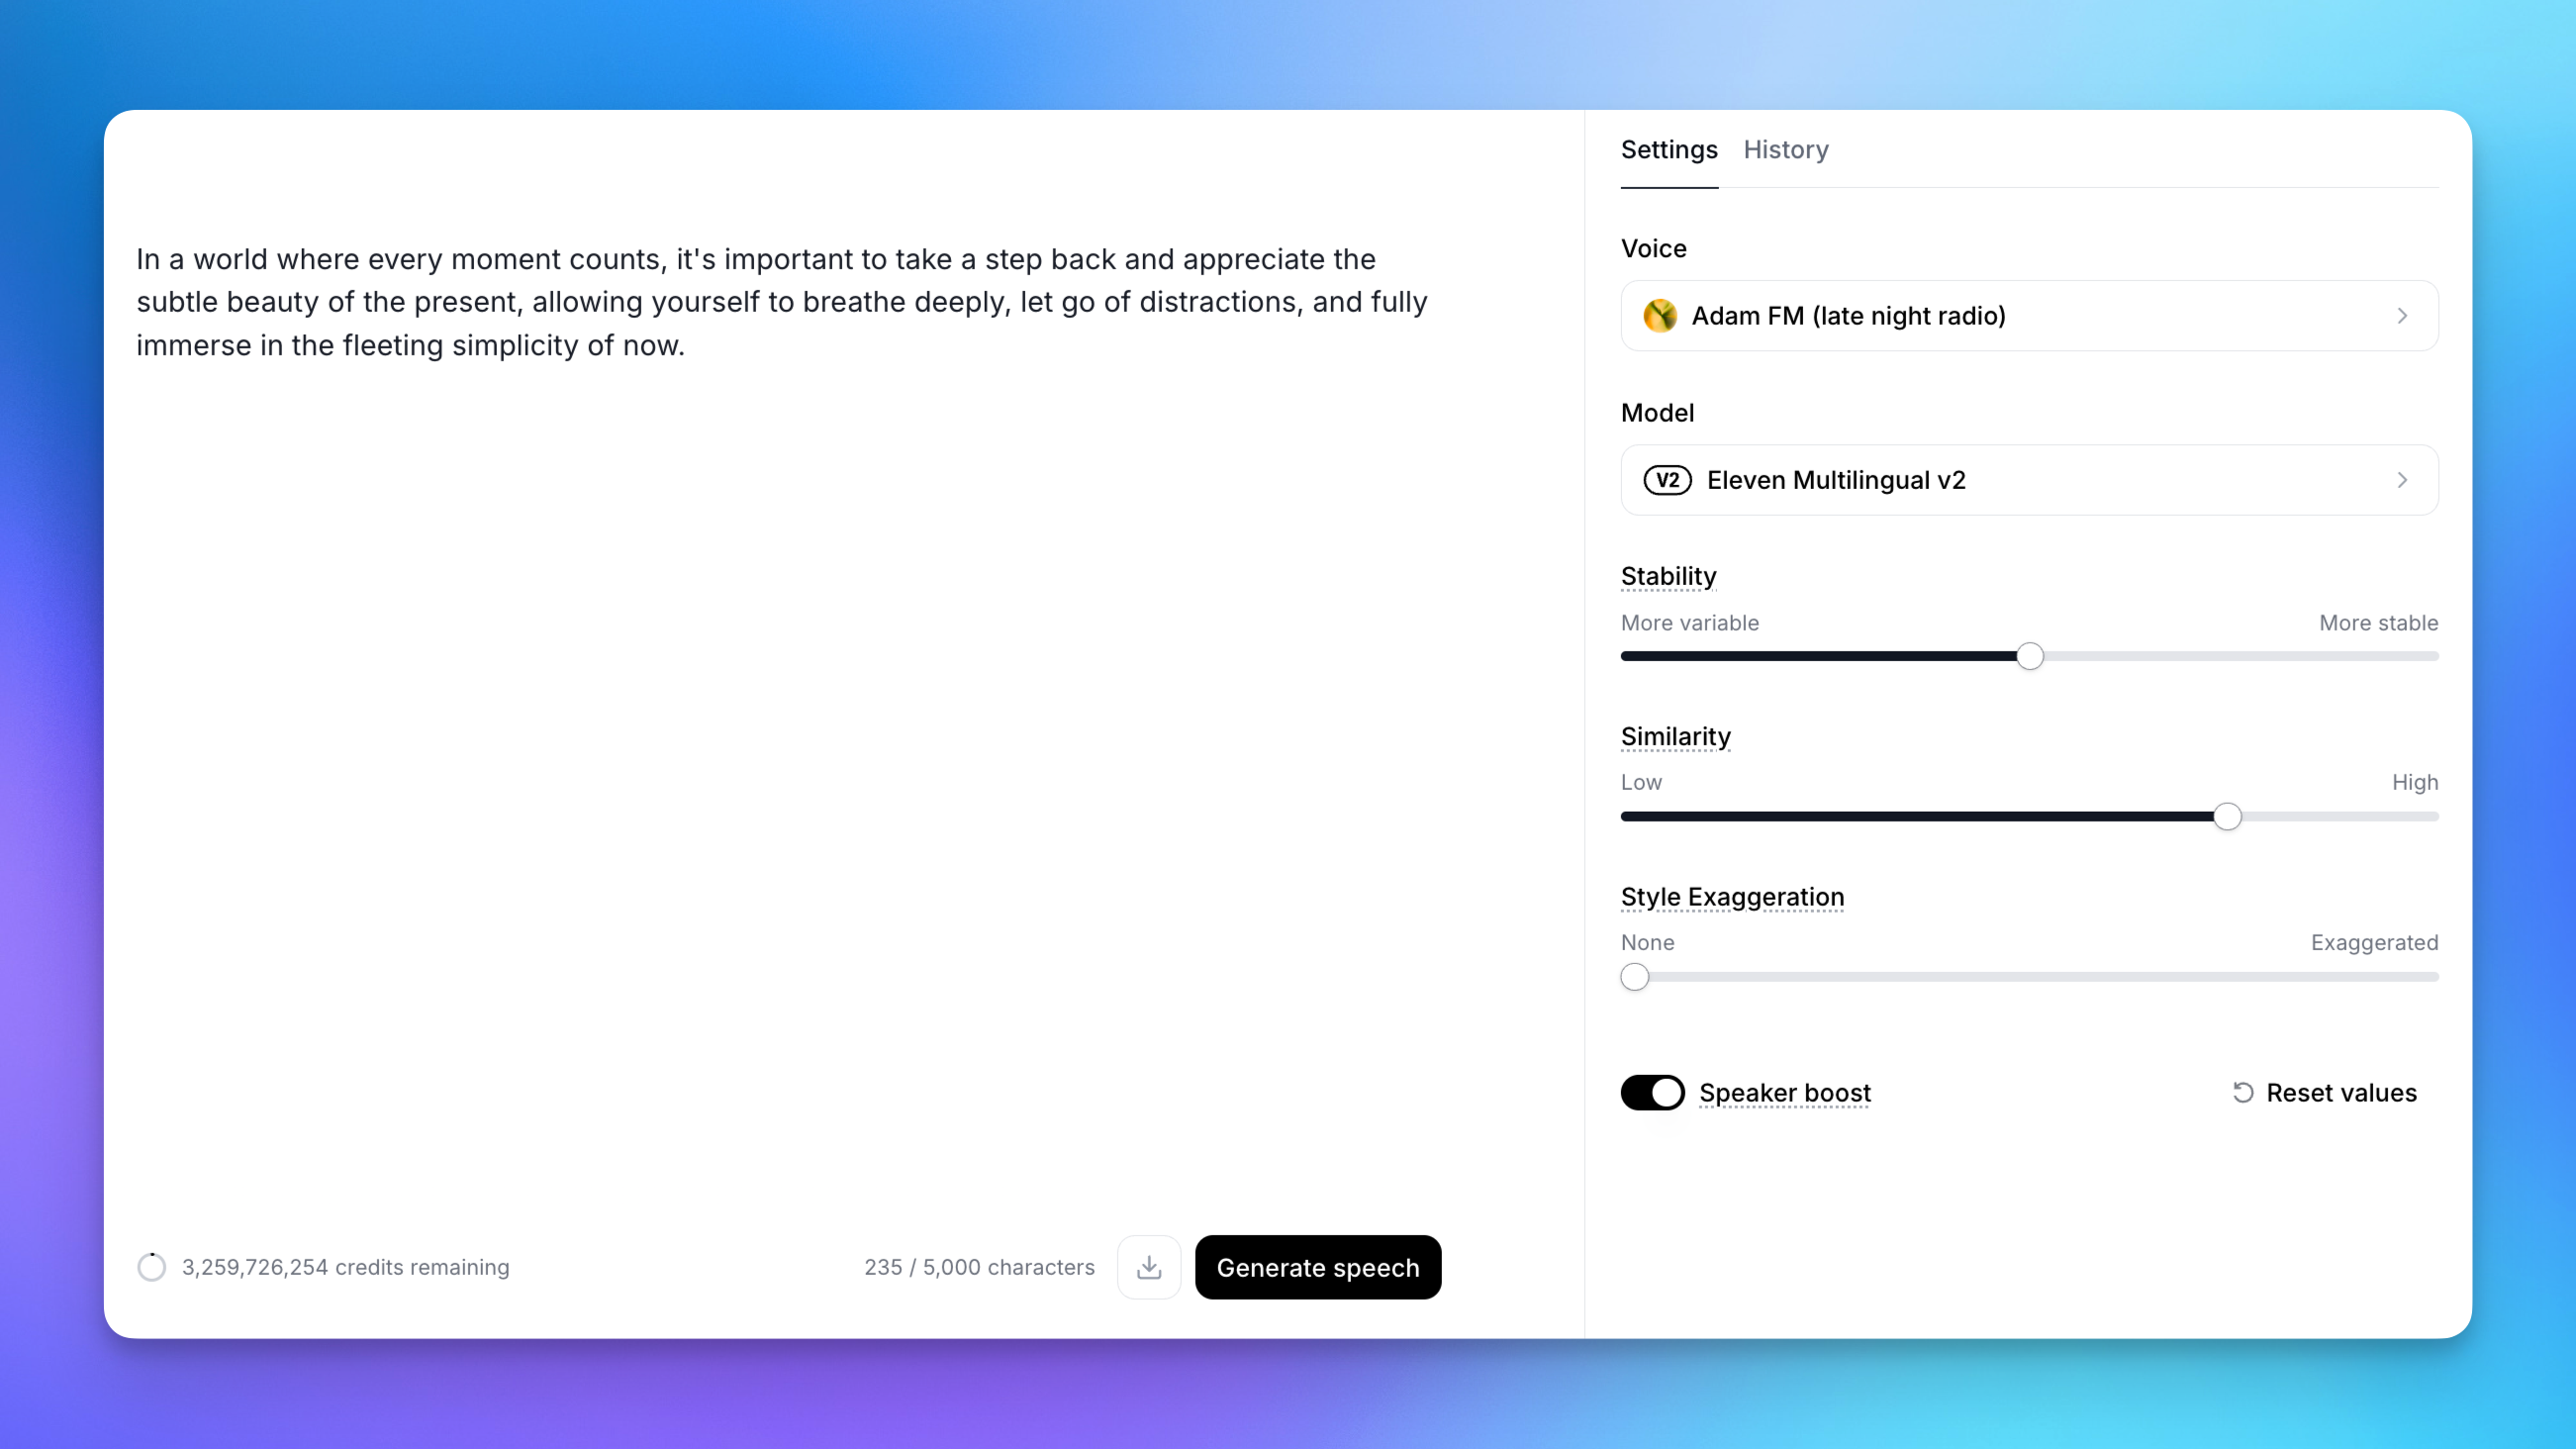 In a world where every moment counts, it's important to take a step back and appreciate the
subtle beauty of the present, allowing yourself to breathe deeply, let go of distractions, and fully
immerse in the fleeting simplicity of now.
3,259,726,254 credits remaining
235 / 5,000 characters
Generate speech
Settings History
Voice
Adam FM (late night radio)
Model
V2 Eleven Multilingual v2
Stability
More variable More stable
Similarity
Low High
Style Exaggeration
None Exaggerated
Speaker boost Reset values